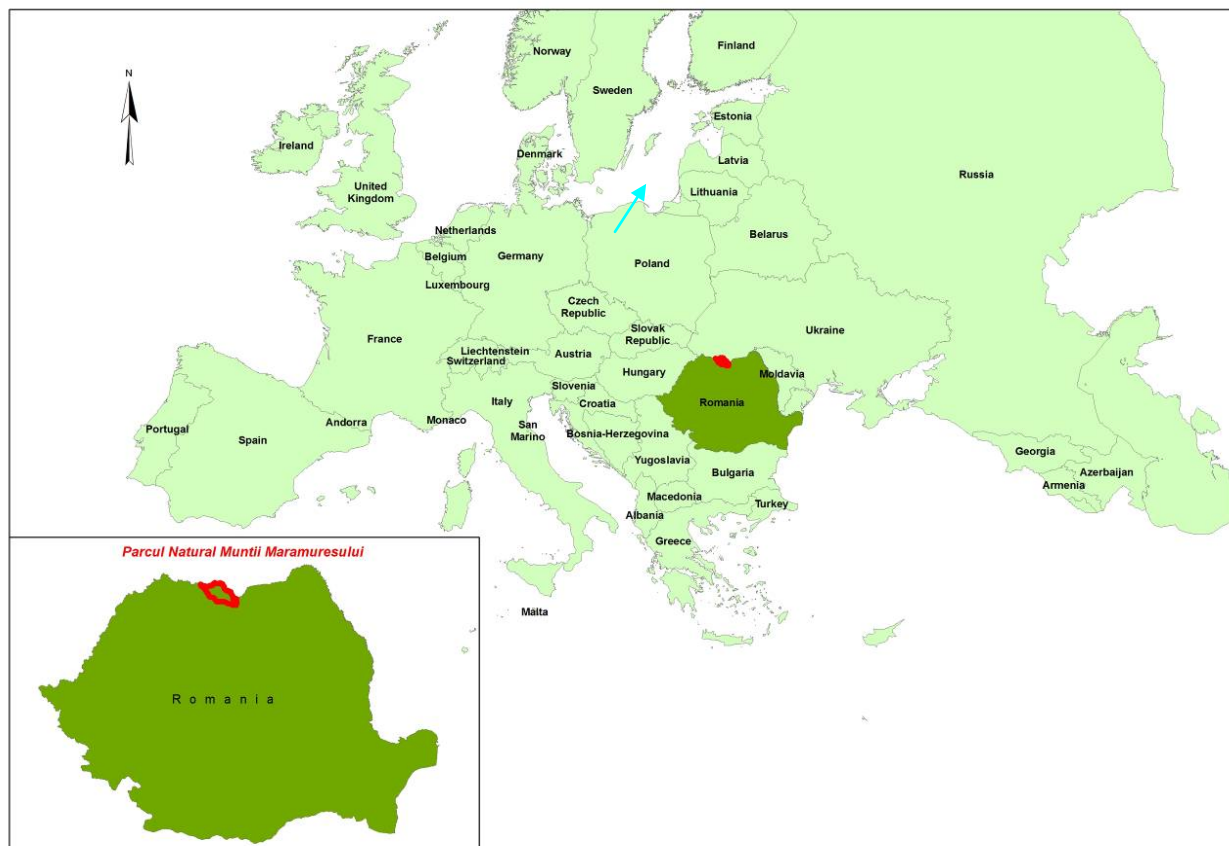 Finland
Norway
Sweden
N
Estonia
Ireland
Denmark
Latvia
Russia
United
Kingdom
Lithuania
Netherlands
Belarus
Belgium
Germany
Poland
Luxembourg
Czech
Republic
Ukraine
Slovak
Republic
France
Liechtenstein
Austria
Switzerland
Hungary
Moldavia
Slovenia
Italy
Croatia
Romania
Andorra
Monaco
San
Marino
Portugal
Spain
Bosnia-Herzegovina
Georgia
Yugoslavia
Bulgaria
Azerbaijan
Armenia
Macedonia
Turkey
Albania
Greece
Malta
Parcul Natural Muntii Maramuresului
Romania